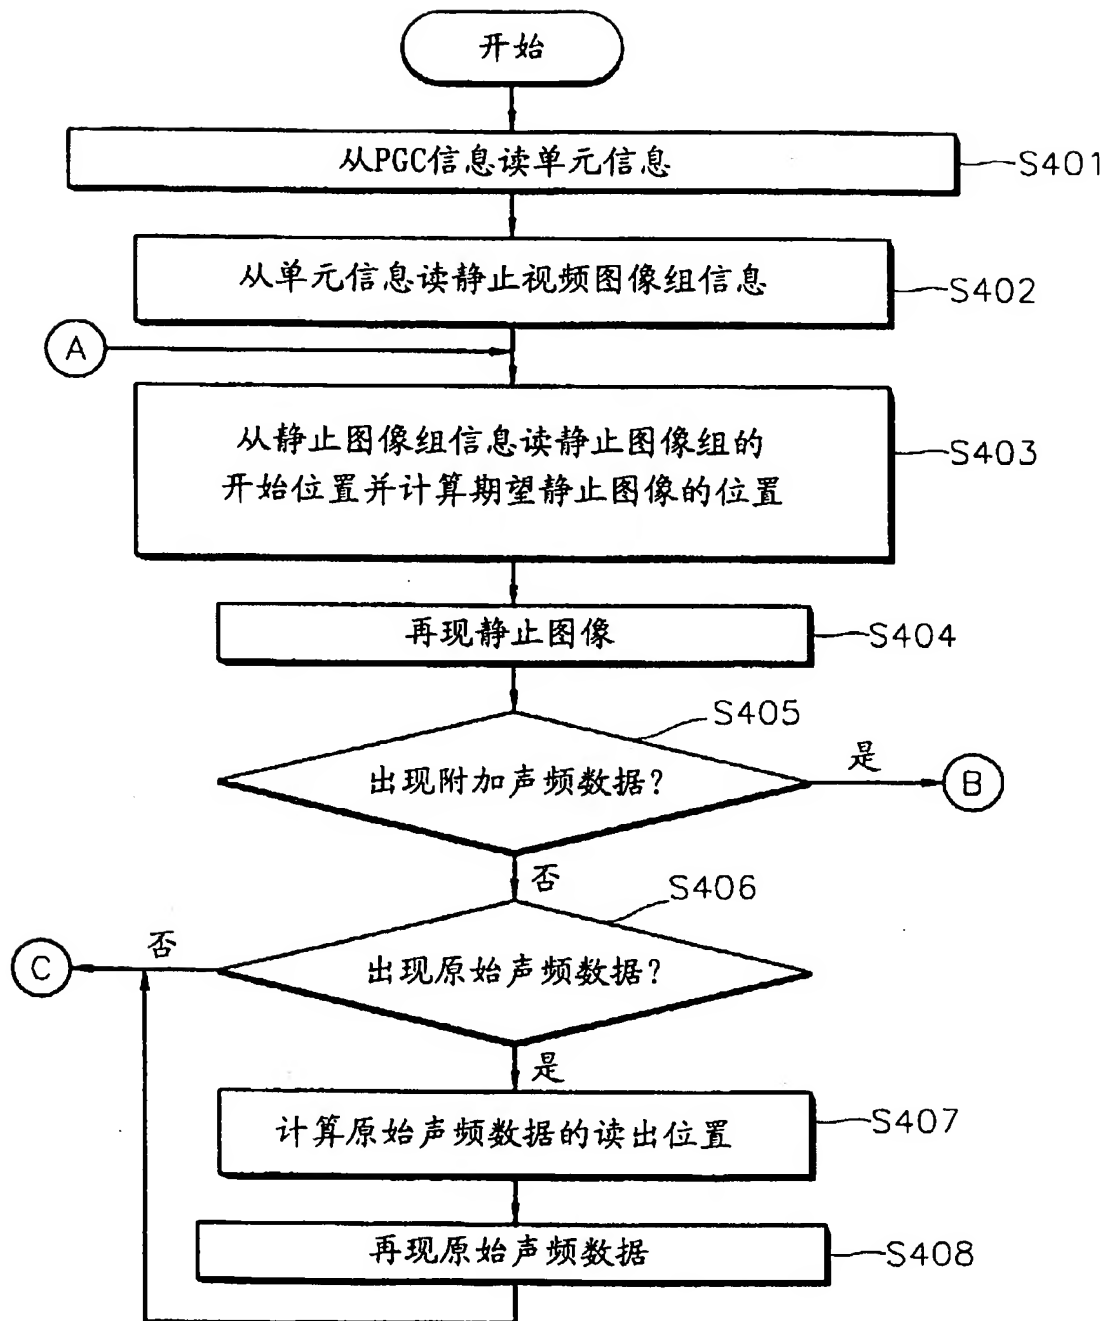 开始
从PGC信息读单元信息
S401
从单元信息读静止视频图像组信息
S402
A
从静止图像组信息读静止图像组的
开始位置并计算期望静止图像的位置
S403
再现静止图像
S404
S405
出现附加声频数据?
是
B
否
S406
出现原始声频数据?
否
C
是
计算原始声频数据的读出位置
S407
再现原始声频数据
S408